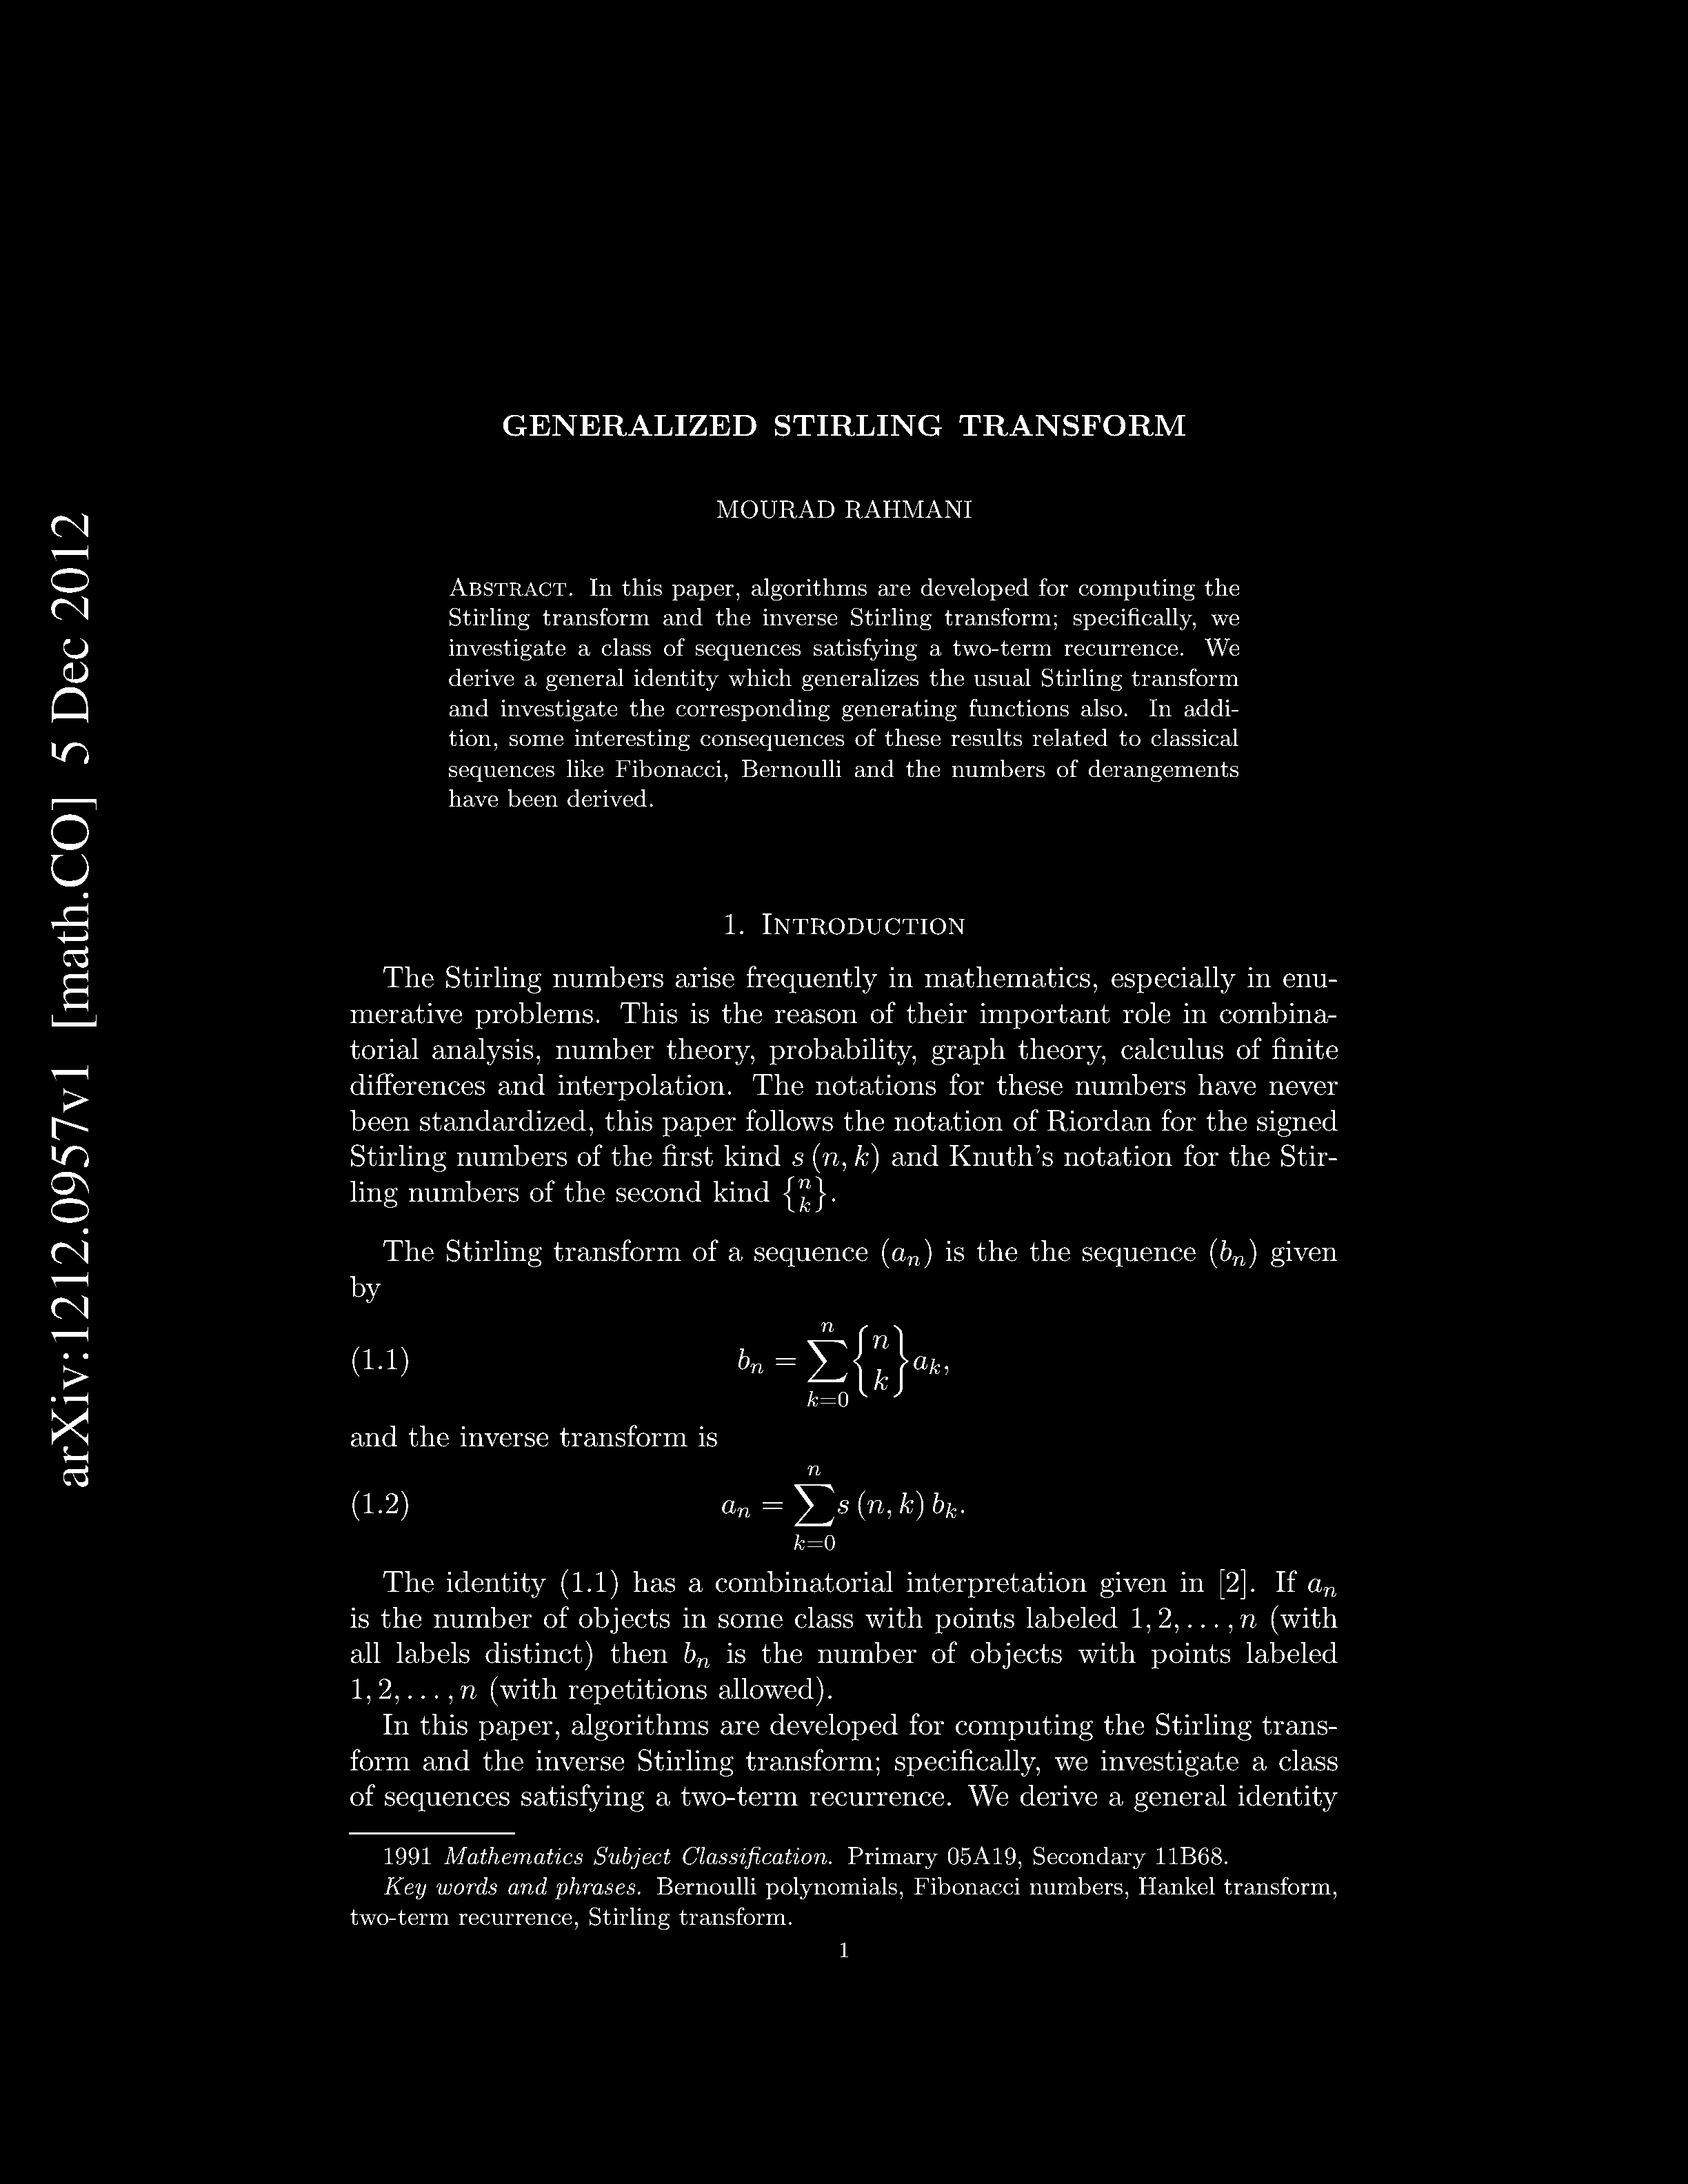 arXiv:1212.0957v1 [math.CO] 5 Dec 2012
GENERALIZED STIRLING TRANSFORM
MOURAD RAHMANI
Abstract. In this paper, algorithms are developed for computing the
Stirling transform and the inverse Stirling transform; specifically, we
investigate a class of sequences satisfying a two-term recurrence. We
derive a general identity which generalizes the usual Stirling transform
and investigate the corresponding generating functions also. In addi-
tion, some interesting consequences of these results related to classical
sequences like Fibonacci, Bernoulli and the numbers of derangements
have been derived.
1. Introduction
The Stirling numbers arise frequently in mathematics, especially in enu-
merative problems. This is the reason of their important role in combina-
torial analysis, number theory, probability, graph theory, calculus of finite
differences and interpolation. The notations for these numbers have never
been standardized, this paper follows the notation of Riordan for the signed
Stirling numbers of the first kind s (n, k) and Knuth's notation for the Stir-
ling numbers of the second kind {n k}.
The Stirling transform of a sequence (a_n) is the the sequence (b_n) given
by
(1.1) b_n = ∑_{k=0}^{n} {n k} a_k,
and the inverse transform is
(1.2) a_n = ∑_{k=0}^{n} s (n, k) b_k.
The identity (1.1) has a combinatorial interpretation given in [2]. If a_n
is the number of objects in some class with points labeled 1, 2, . . . , n (with
all labels distinct) then b_n is the number of objects with points labeled
1, 2, . . . , n (with repetitions allowed).
In this paper, algorithms are developed for computing the Stirling trans-
form and the inverse Stirling transform; specifically, we investigate a class
of sequences satisfying a two-term recurrence. We derive a general identity
1991 Mathematics Subject Classification. Primary 05A19, Secondary 11B68.
Key words and phrases. Bernoulli polynomials, Fibonacci numbers, Hankel transform,
two-term recurrence, Stirling transform.
1